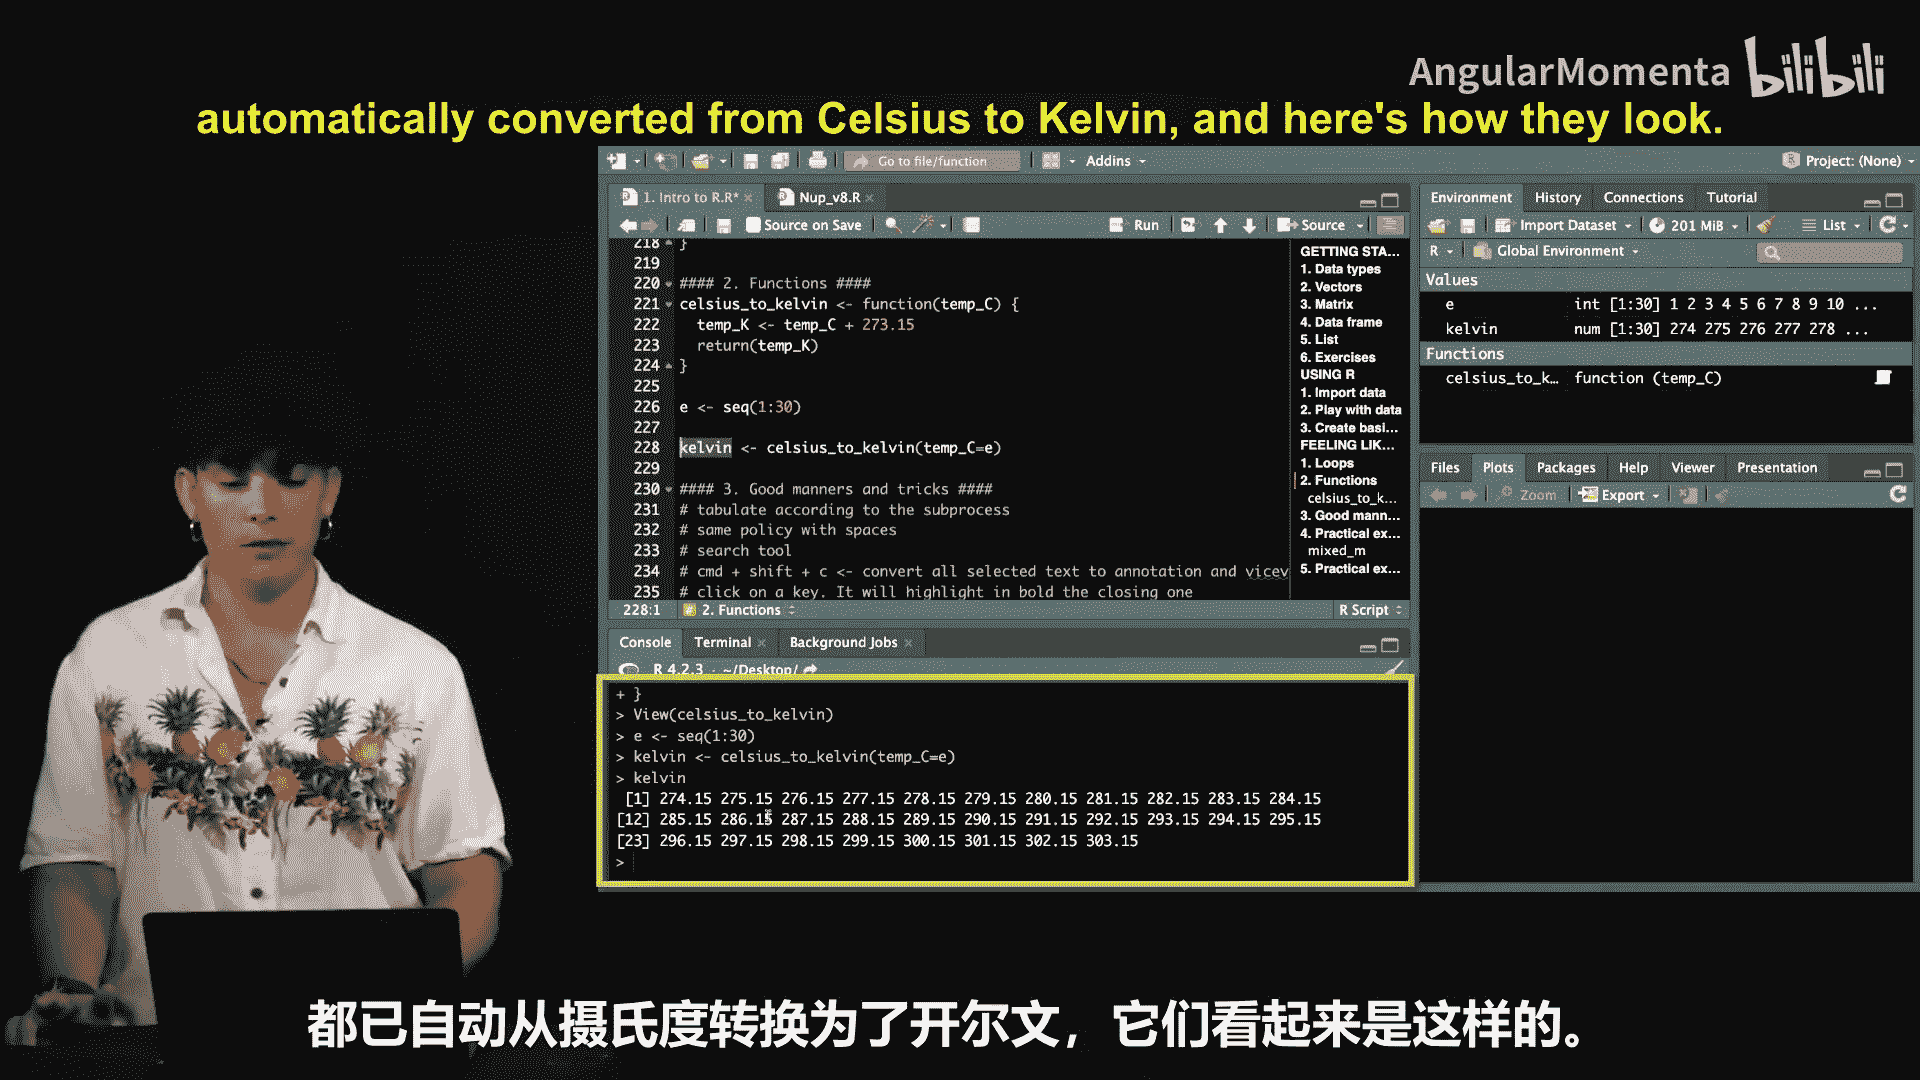 AngularMomenta bilibili
automatically converted from Celsius to Kelvin, and here's how they look.
Go to file/function
Addins
Project: (None)
1. Intro to R.R*
Nup_v8.R
Source on Save
Run
Source
218 }
219
220 #### 2. Functions ####
221 celsius_to_kelvin <- function(temp_C) {
222 temp_K <- temp_C + 273.15
223 return(temp_K)
224 }
225
226 e <- seq(1:30)
227
228 kelvin <- celsius_to_kelvin(temp_C=e)
229
230 #### 3. Good manners and tricks ####
231 # tabulate according to the subprocess
232 # same policy with spaces
233 # search tool
234 # cmd + shift + c <- convert all selected text to annotation and vicev
235 # click on a key. It will highlight in bold the closing one
GETTING STA...
1. Data types
2. Vectors
3. Matrix
4. Data frame
5. List
6. Exercises
USING R
1. Import data
2. Play with data
3. Create basi...
FEELING LIK...
1. Loops
2. Functions
celsius_to_k...
3. Good mann...
4. Practical ex...
mixed_m
5. Practical ex...
228:1
2. Functions
R Script
Console
Terminal
Background Jobs
R 4.2.3 · ~/Desktop/
+ }
> View(celsius_to_kelvin)
> e <- seq(1:30)
> kelvin <- celsius_to_kelvin(temp_C=e)
> kelvin
[1] 274.15 275.15 276.15 277.15 278.15 279.15 280.15 281.15 282.15 283.15 284.15
[12] 285.15 286.15 287.15 288.15 289.15 290.15 291.15 292.15 293.15 294.15 295.15
[23] 296.15 297.15 298.15 299.15 300.15 301.15 302.15 303.15
>
Environment
History
Connections
Tutorial
Import Dataset
201 MiB
List
R
Global Environment
Values
e int [1:30] 1 2 3 4 5 6 7 8 9 10 ...
kelvin num [1:30] 274 275 276 277 278 ...
Functions
celsius_to_k... function (temp_C)
Files
Plots
Packages
Help
Viewer
Presentation
Zoom
Export
都已自动从摄氏度转换为了开尔文，它们看起来是这样的。